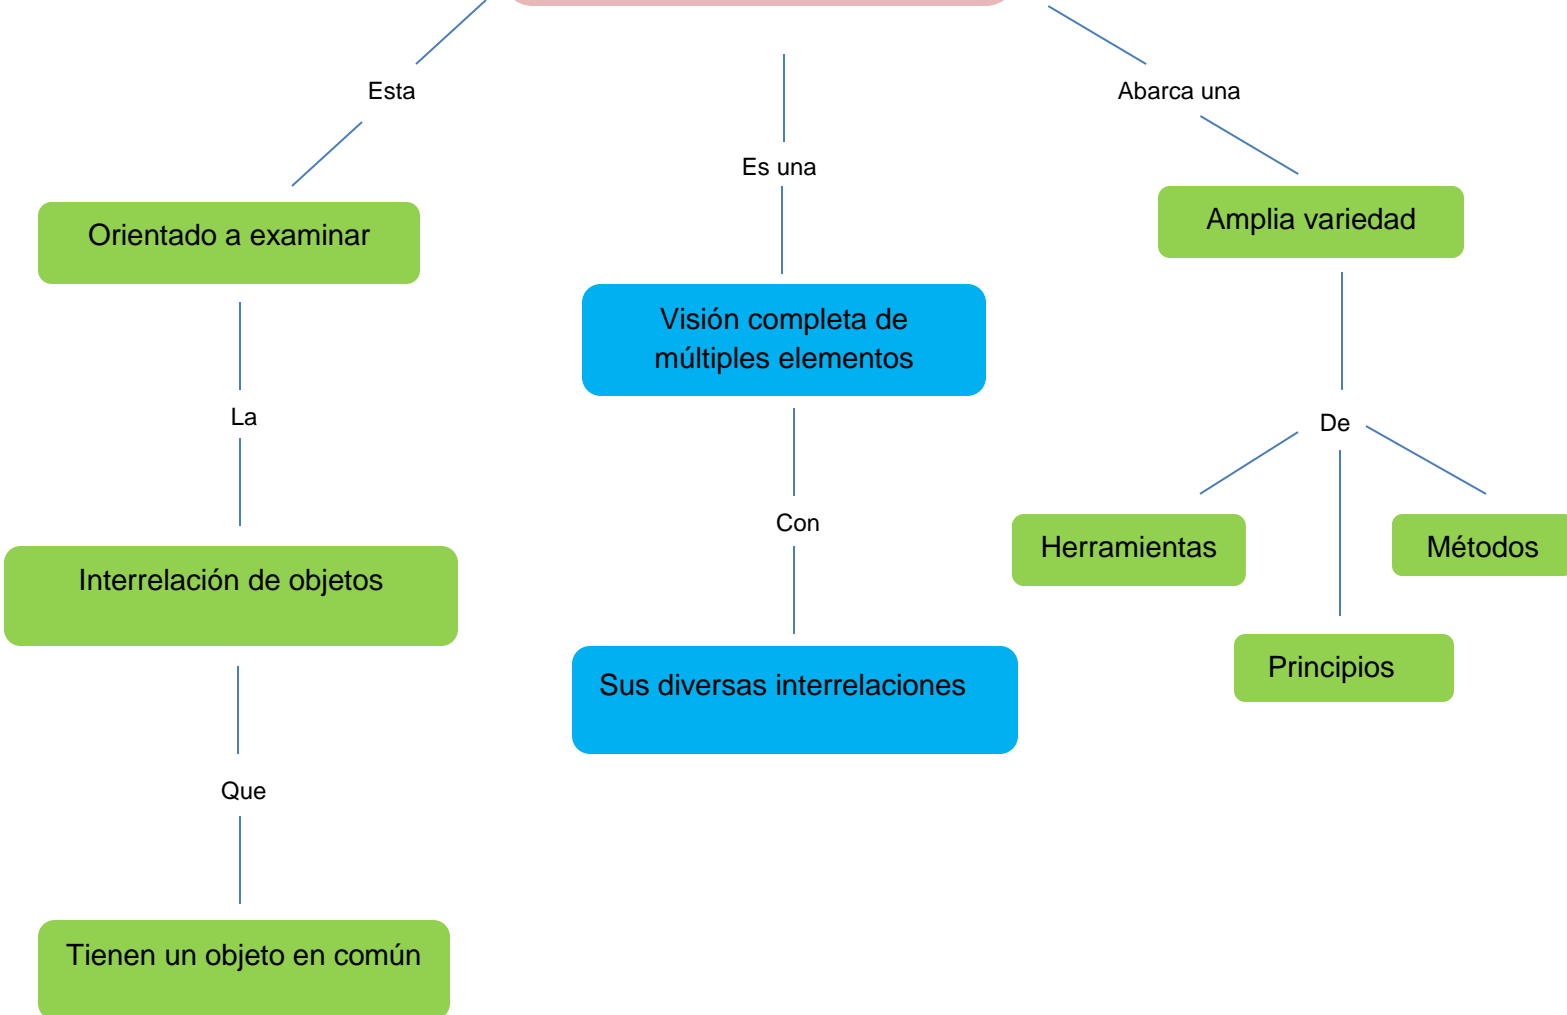 Esta
Abarca una
Es una
Orientado a examinar
Amplia variedad
Visión completa de
múltiples elementos
La
De
Con
Herramientas
Métodos
Interrelación de objetos
Principios
Sus diversas interrelaciones
Que
Tienen un objeto en común